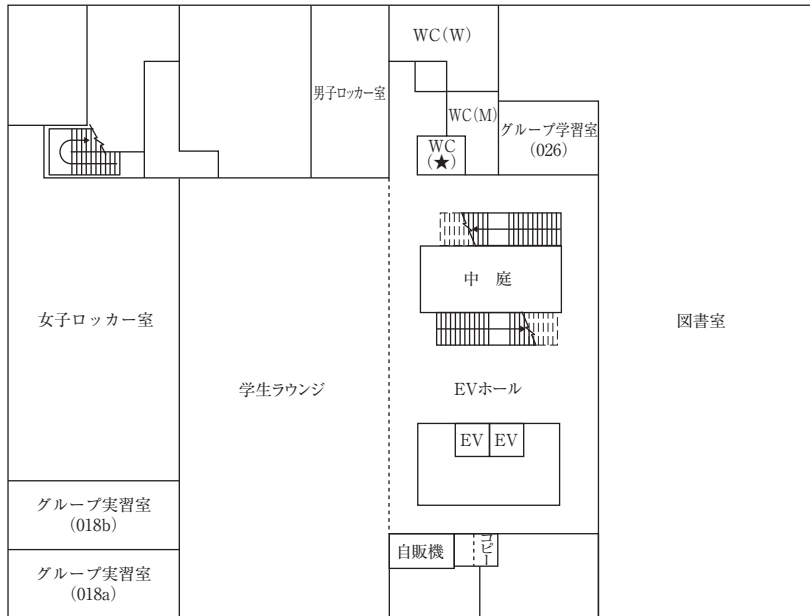 WC(W)
男子ロッカー室
WC(M)
グループ学習室
(026)
WC
(★)
中 庭
女子ロッカー室
図書室
学生ラウンジ
EVホール
EV EV
グループ実習室
(018b)
自販機
コピー
グループ実習室
(018a)